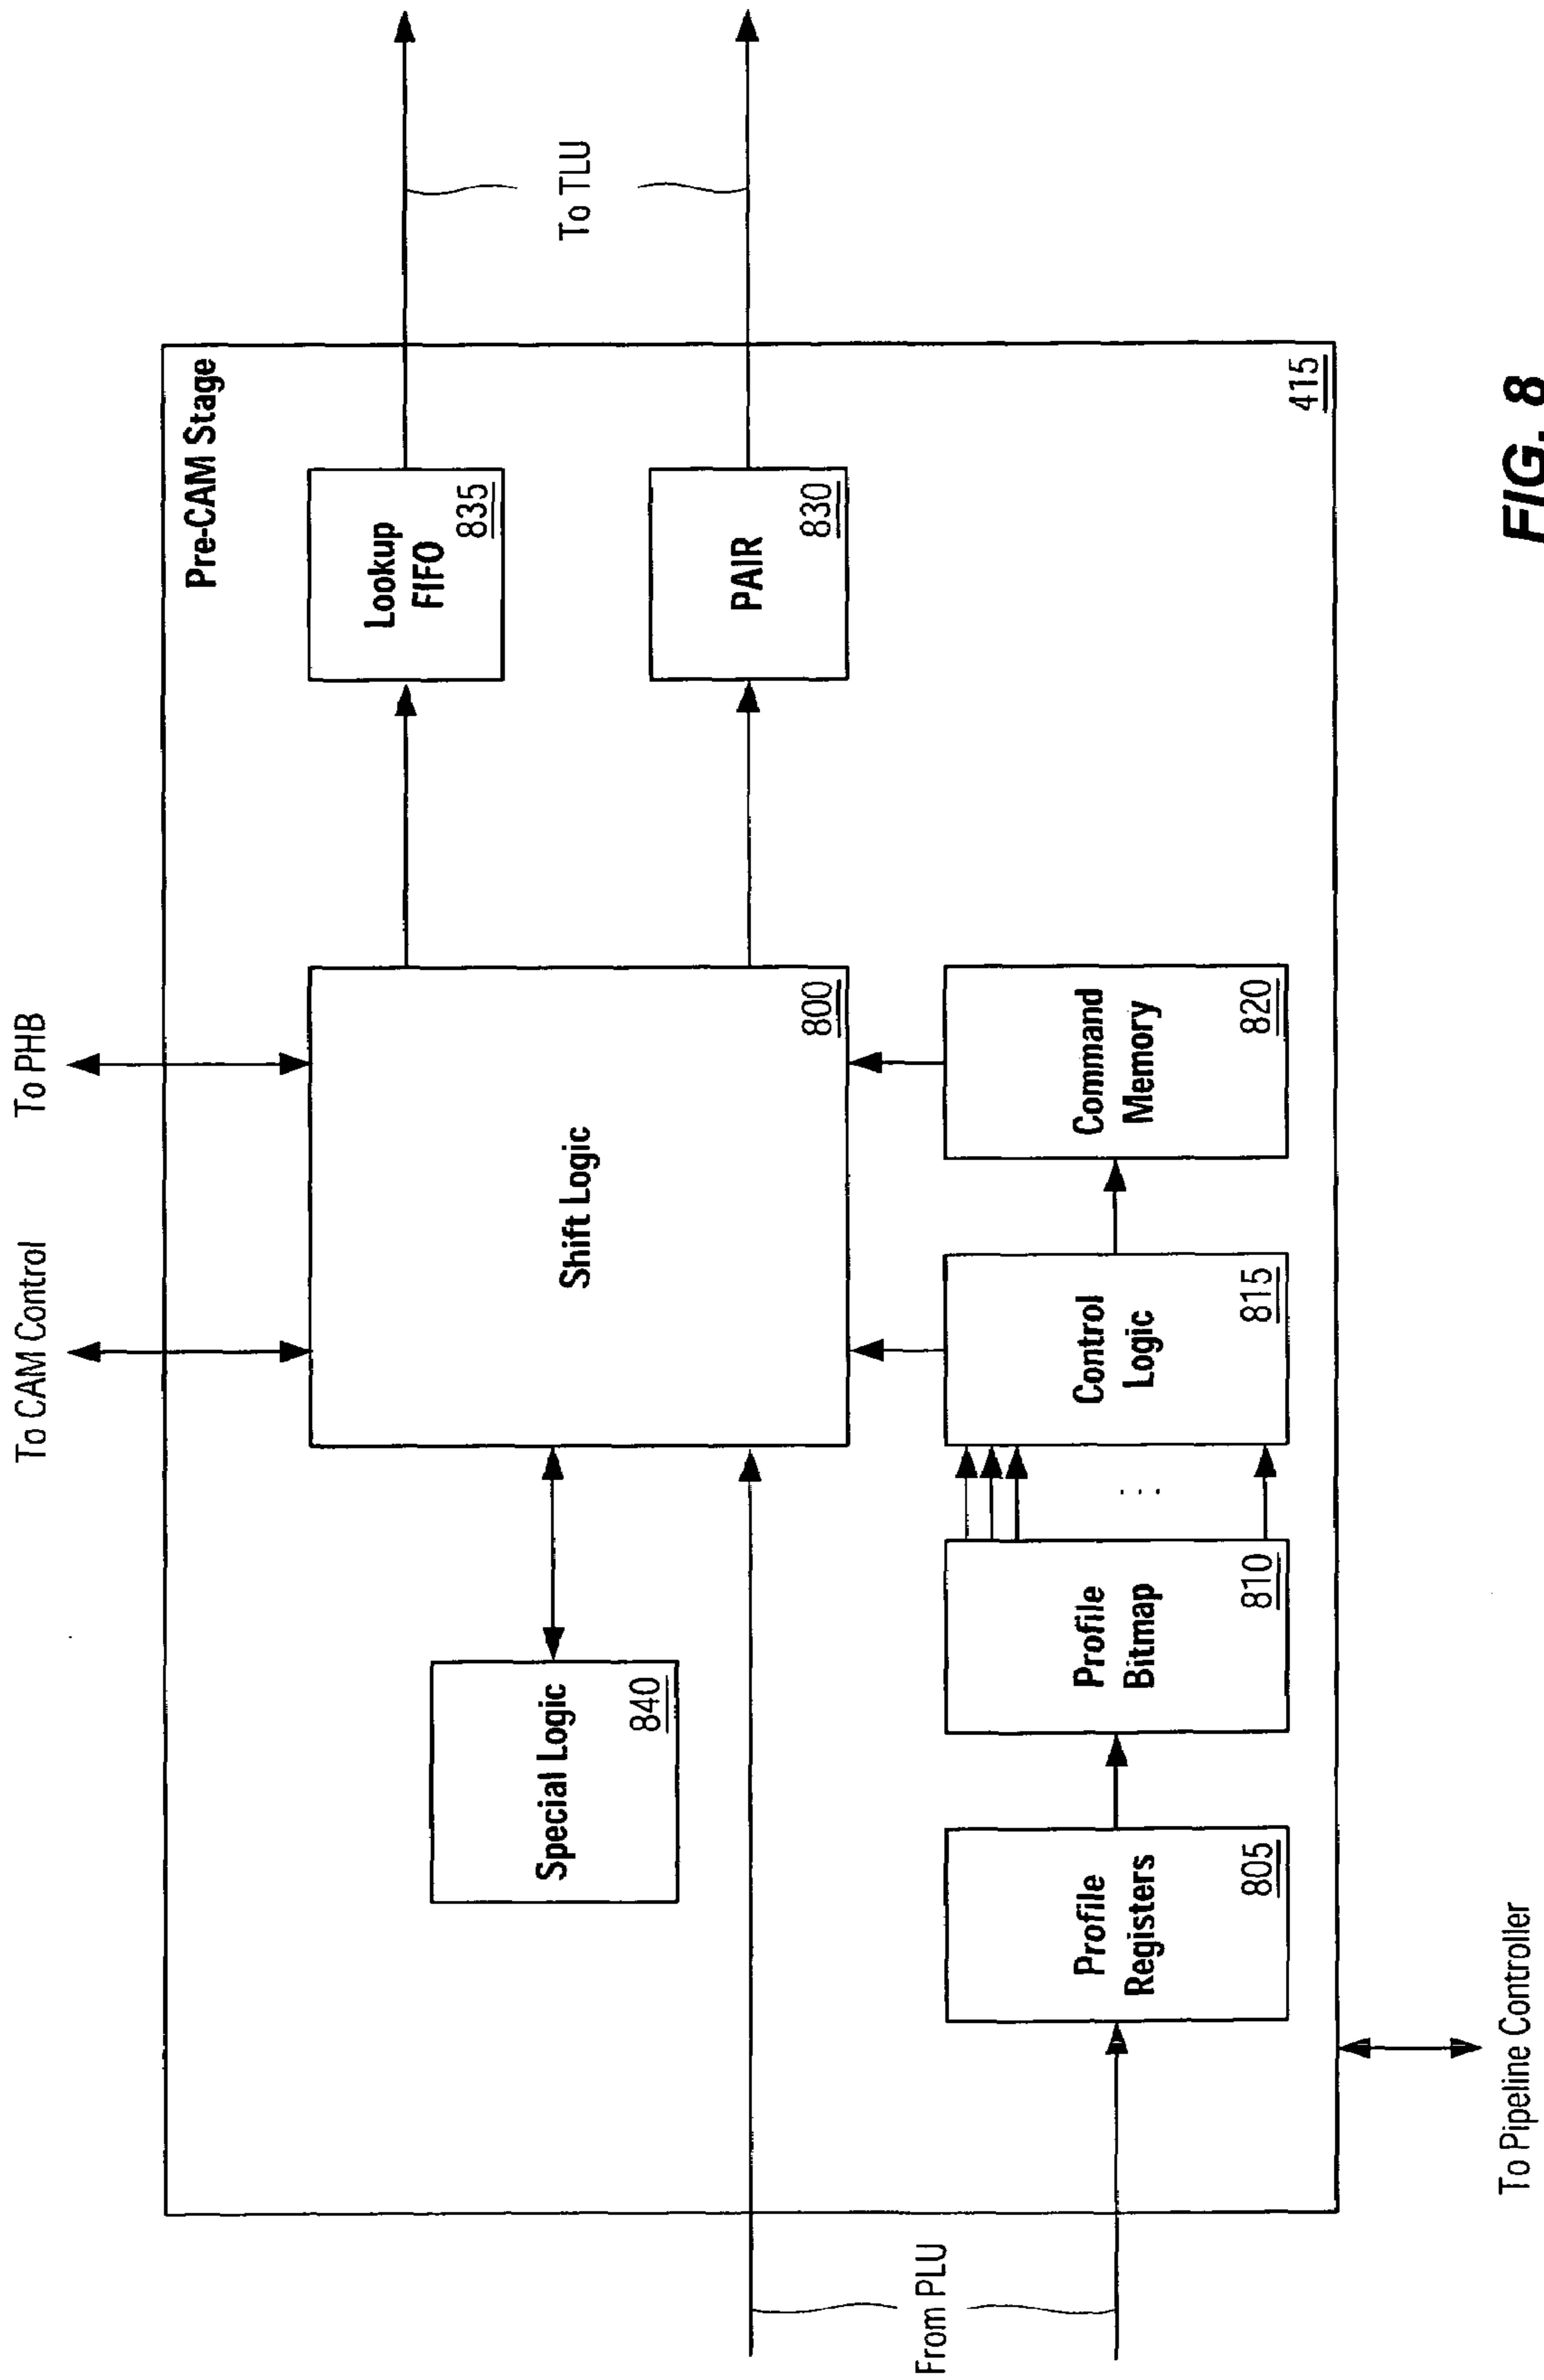 To CAM Control
To PHB
Pre-CAM Stage
Lookup
FIFO
835
To TLU
Shift Logic
800
PAIR
830
Special Logic
840
From PLU
Profile
Registers
805
Profile
Bitmap
810
...
Control
Logic
815
Command
Memory
820
415
To Pipeline Controller
FIG. 8